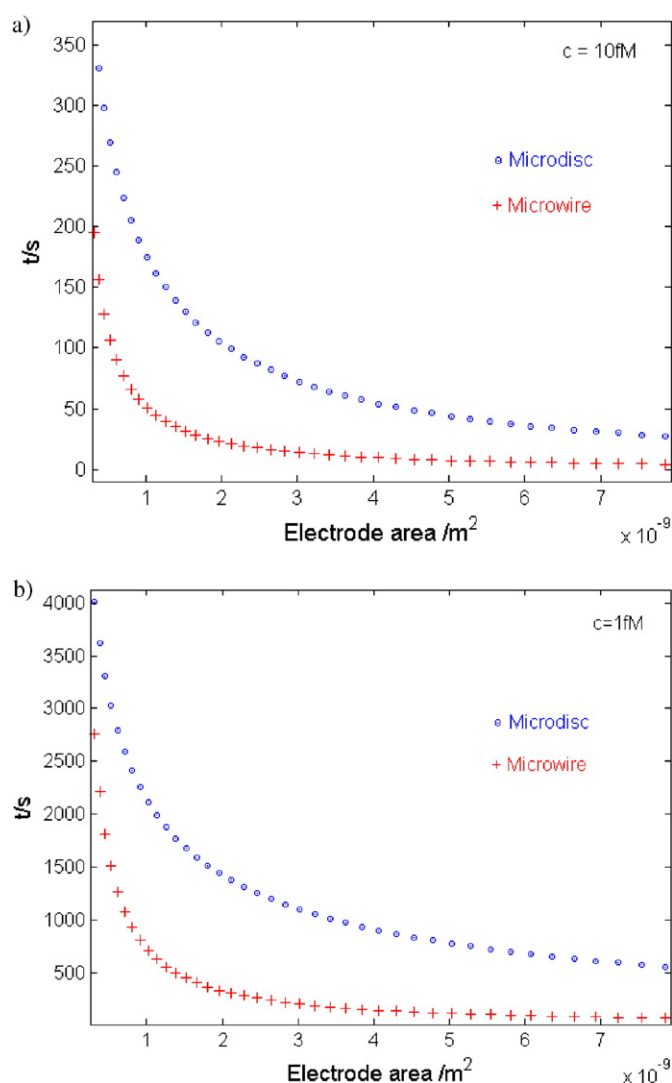 a)
350
300
250
200
150
100
50
0
t/s
c = 10fM
Microdisc
Microwire
1 2 3 4 5 6 7
Electrode area /m²
x 10⁻⁹
b)
4000
3500
3000
2500
2000
1500
1000
500
t/s
c=1fM
Microdisc
Microwire
1 2 3 4 5 6 7
Electrode area /m²
x 10⁻⁹